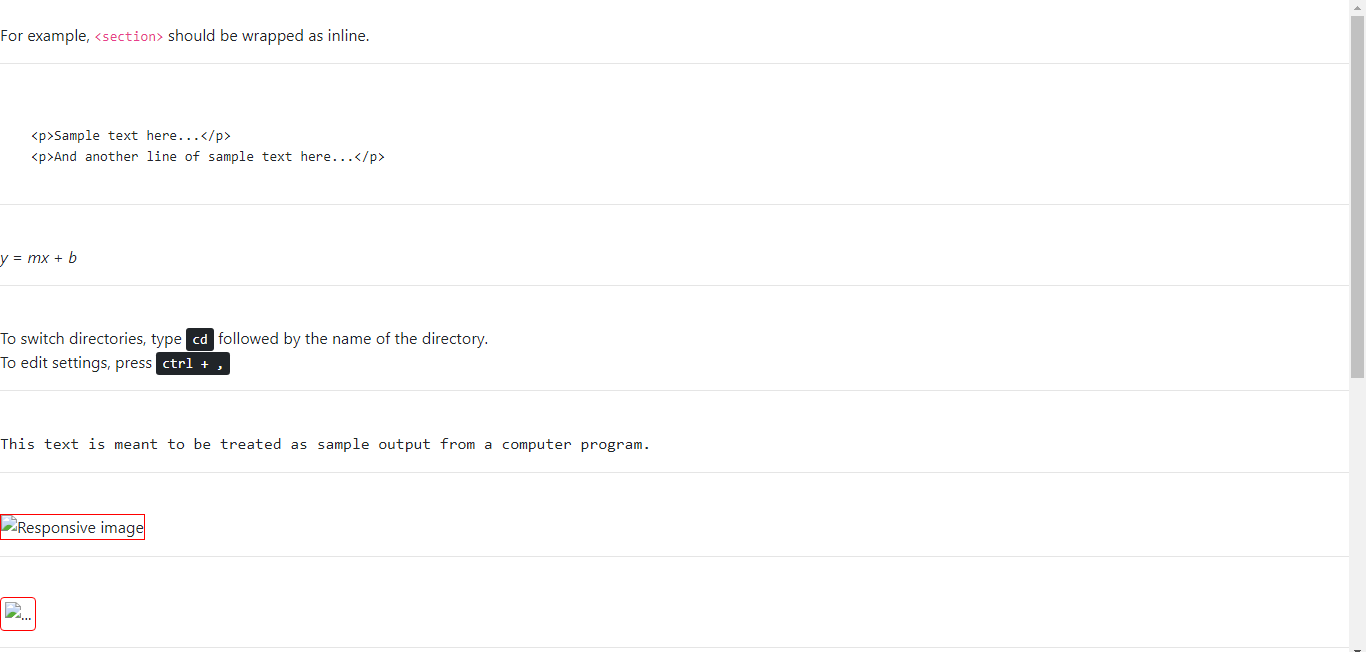 For example, <section> should be wrapped as inline.
<p>Sample text here...</p>
<p>And another line of sample text here...</p>
y = mx + b
To switch directories, type cd followed by the name of the directory.
To edit settings, press ctrl + ,
This text is meant to be treated as sample output from a computer program.
Responsive image
...